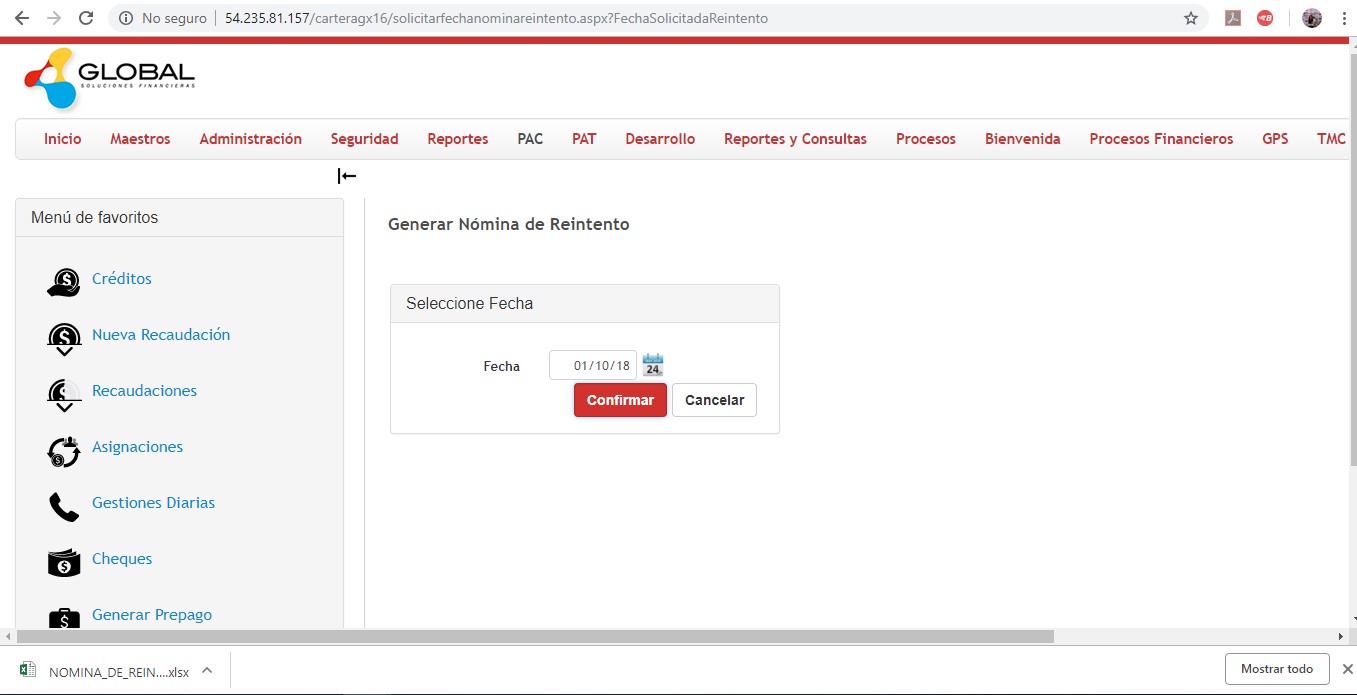 No seguro
54.235.81.157/carteragx16/solicitarfechanominareintento.aspx?FechaSolicitadaReintento
GLOBAL
SOLUCIONES FINANCIERAS
Inicio Maestros Administración Seguridad Reportes PAC PAT Desarrollo Reportes y Consultas Procesos Bienvenida Procesos Financieros GPS TMC
Menú de favoritos
Créditos
Nueva Recaudación
Recaudaciones
Asignaciones
Gestiones Diarias
Cheques
Generar Prepago
Generar Nómina de Reintento
Seleccione Fecha
Fecha 01/10/18 24
Confirmar Cancelar
NOMINA_DE_REIN....xlsx
Mostrar todo